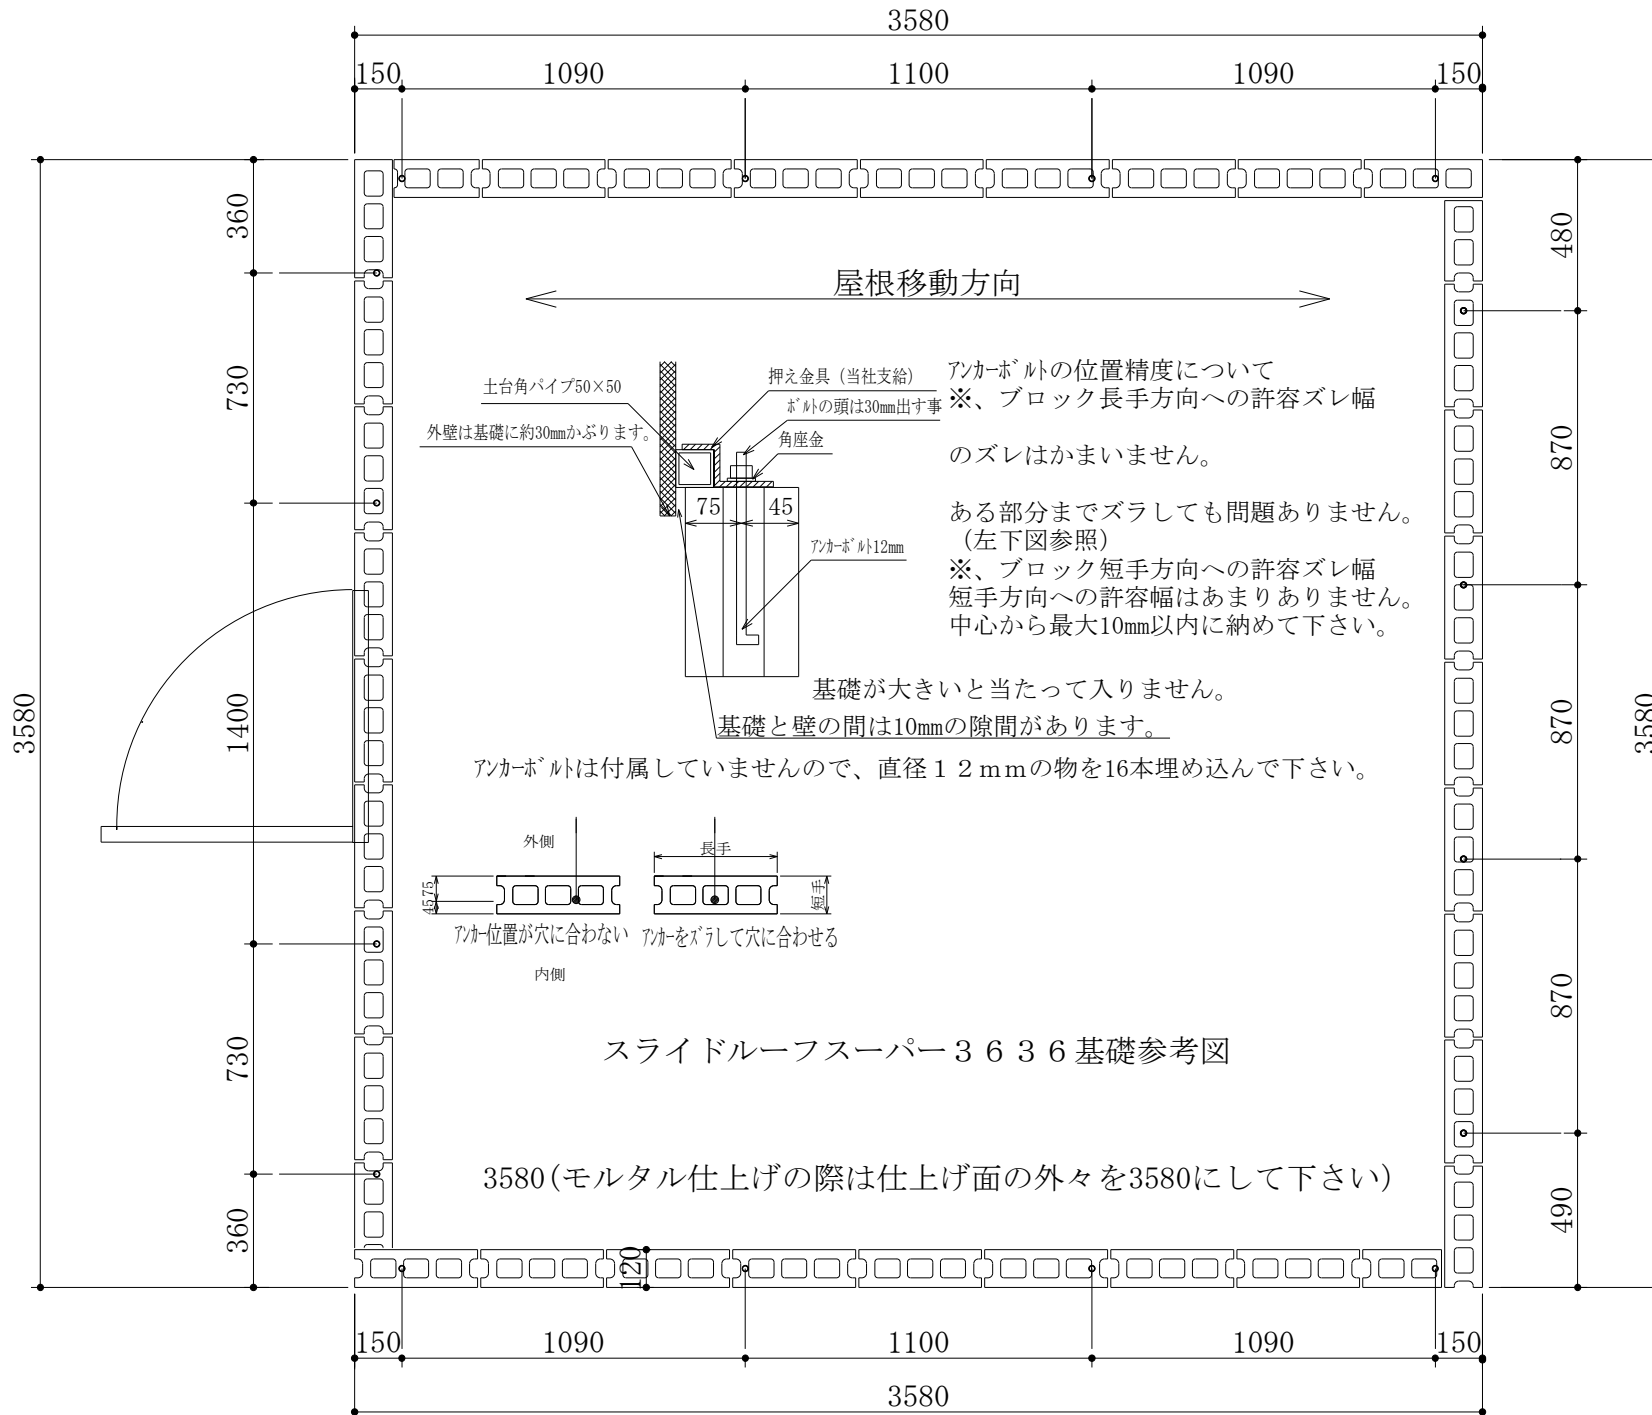 3580
150 1090 1100 1090 150
360
730
1400
730
360
3580
480
870
870
870
490
3580
屋根移動方向
土台角パイプ50×50
外壁は基礎に約30mmかぶります。
押え金具（当社支給）
ボルトの頭は30mm出す事
角座金
75 45
アンカーボルト12mm
アンカーボルトの位置精度について
※、ブロック長手方向への許容ズレ幅
のズレはかまいません。
ある部分までズラしても問題ありません。
（左下図参照）
※、ブロック短手方向への許容ズレ幅
短手方向への許容幅はあまりありません。
中心から最大10mm以内に納めて下さい。
基礎が大きいと当たって入りません。
基礎と壁の間は10mmの隙間があります。
アンカーボルトは付属していませんので、直径１２ｍｍの物を16本埋め込んで下さい。
外側
長手
75
45
短手
アンカー位置が穴に合わない
アンカーをズラして穴に合わせる
内側
スライドルーフスーパー３６３６基礎参考図
3580(モルタル仕上げの際は仕上げ面の外々を3580にして下さい)
120
150 1090 1100 1090 150
3580